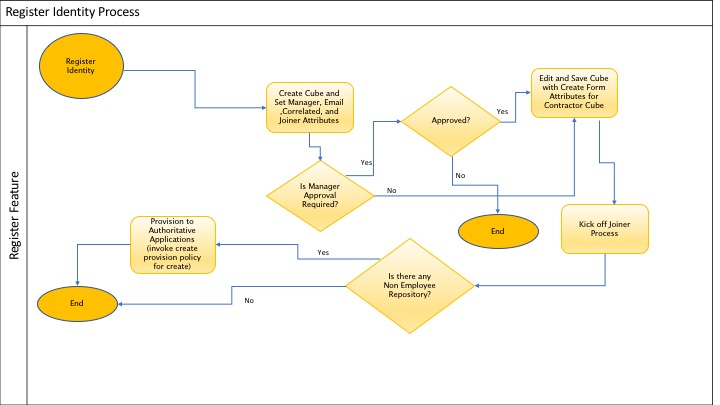 Register Identity Process
Register Feature
Register
Identity
Create Cube and
Set Manager, Email
,Correlated, and
Joiner Attributes
Is Manager
Approval
Required?
Yes
No
Approved?
Yes
No
End
Edit and Save Cube
with Create Form
Attributes for
Contractor Cube
Kick off Joiner
Process
Is there any
Non Employee
Repository?
Yes
No
Provision to
Authoritative
Applications
(invoke create
provision policy
for create)
End